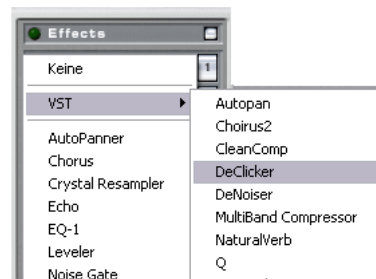 Effects
Keine
1
VST
AutoPanner
Chorus
Crystal Resampler
Echo
EQ-1
Leveler
Noise Gate
Autopan
Choirus2
CleanComp
DeClicker
DeNoiser
MultiBand Compressor
NaturalVerb
Q